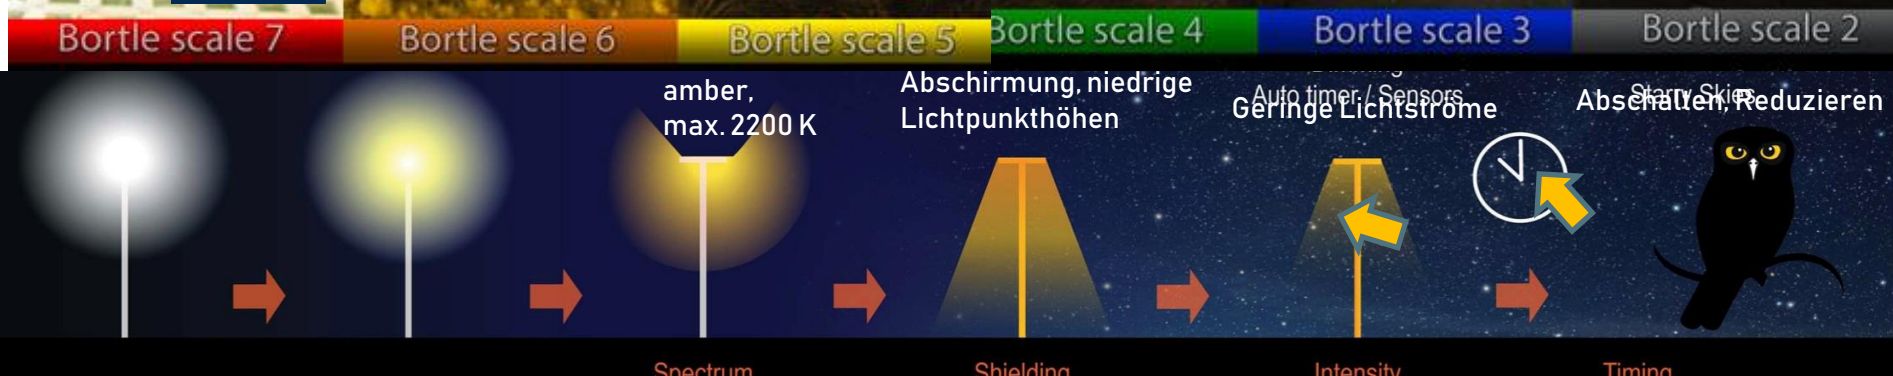 Bortle scale 7
Bortle scale 6
Bortle scale 5
Bortle scale 4
Bortle scale 3
Bortle scale 2
amber,
max. 2200 K
Abschirmung, niedrige
Lichtpunkthöhen
Auto timer / Sensors
Geringe Lichtströme
Starry Skies
Abschalten, Reduzieren
Spectrum
Shielding
Intensity
Timing